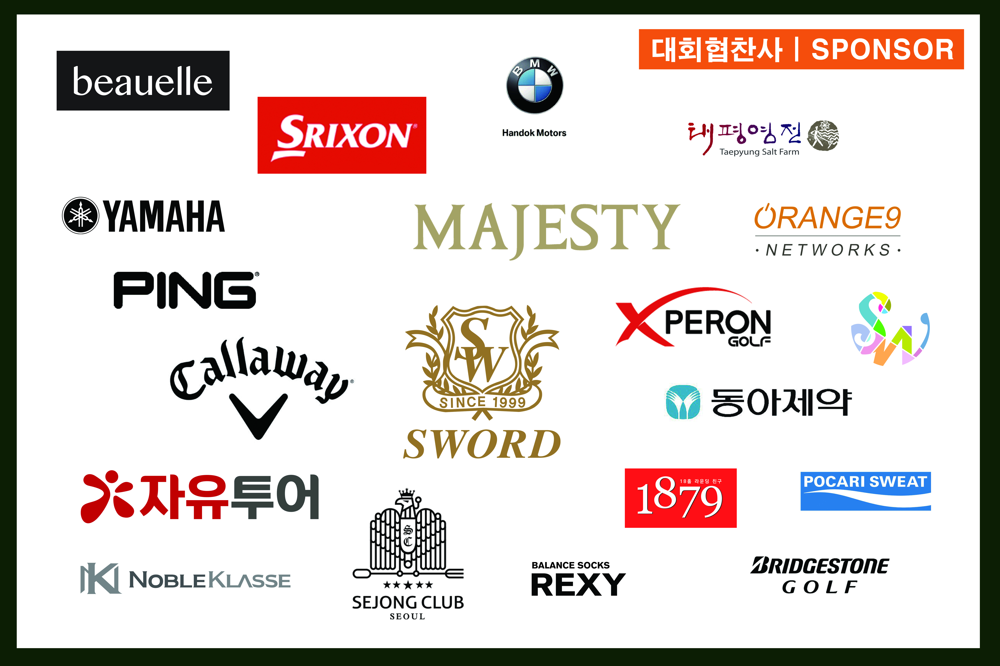 대회협찬사 | SPONSOR
beauelle
SRIXON®
BMW
Handok Motors
태평염전
Taepyung Salt Farm
YAMAHA
MAJESTY
ORANGE9
·NETWORKS·
PING®
XPERON
GOLF
Callaway®
SW
SINCE 1999
SWORD
동아제약
자유투어
18홀 라운딩 친구
1879
POCARI SWEAT
SC
SEJONG CLUB
SEOUL
NK NOBLEKLASSE
BALANCE SOCKS
REXY
BRIDGESTONE
GOLF